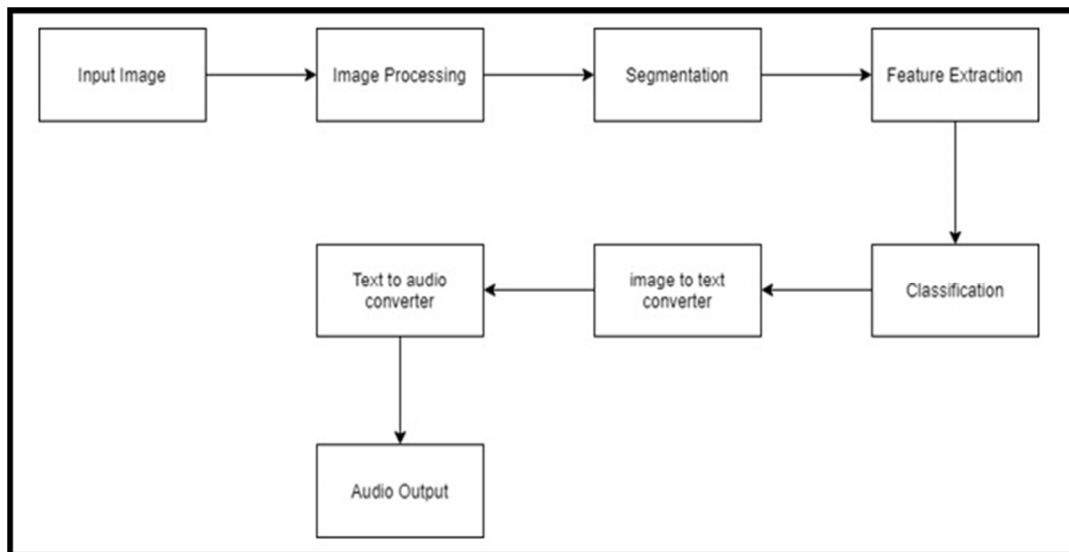 Input Image
Image Processing
Segmentation
Feature Extraction
Classification
image to text
converter
Text to audio
converter
Audio Output